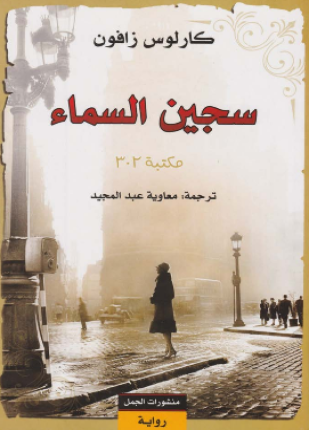 كارلوس زافون
سجين السماء
مكتبة ٣٠٢
ترجمة: معاوية عبد المجيد
منشورات الجمل
رواية